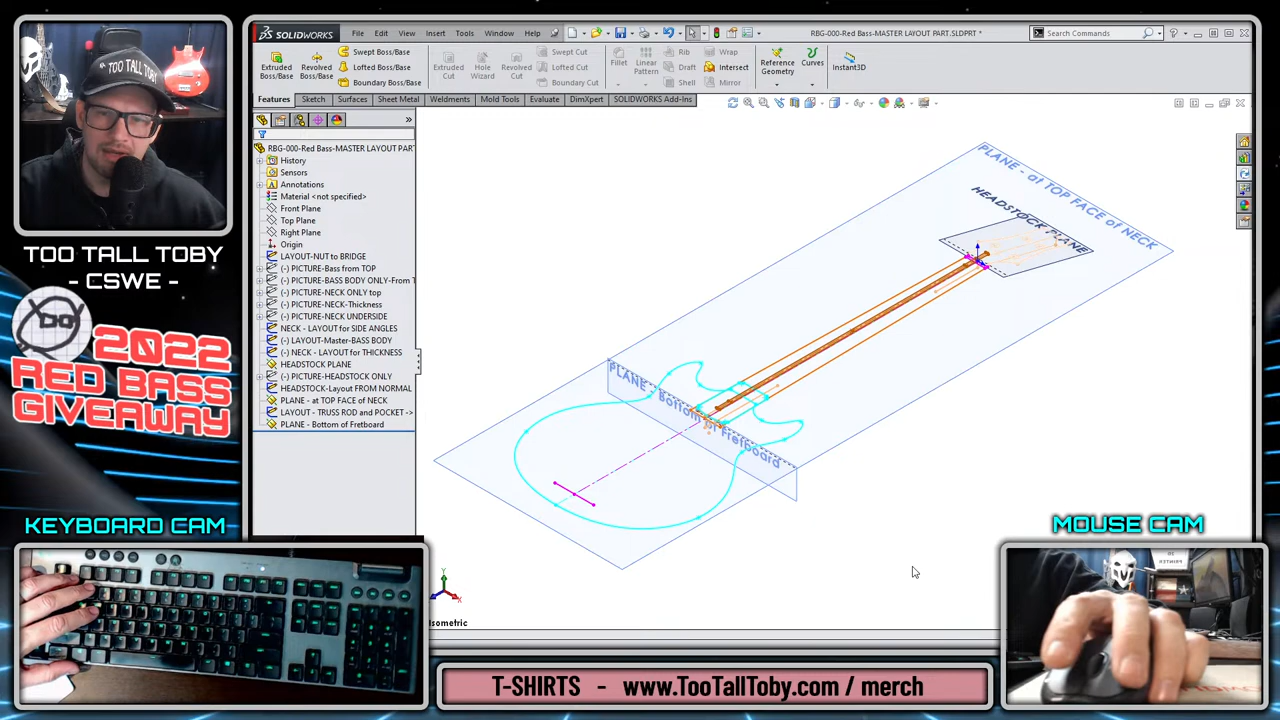 TOO TALL TOBY
TOO TALL TOBY
- CSWE -
2022
RED BASS
GIVEAWAY
KEYBOARD CAM
SOLIDWORKS
File
Edit
View
Insert
Tools
Window
Help
RBG-000-Red Bass-MASTER LAYOUT PART.SLDPRT *
Search Commands
Extruded
Boss/Base
Revolved
Boss/Base
Swept Boss/Base
Lofted Boss/Base
Boundary Boss/Base
Extruded
Cut
Hole
Wizard
Revolved
Cut
Swept Cut
Lofted Cut
Boundary Cut
Fillet
Linear
Pattern
Rib
Draft
Shell
Wrap
Intersect
Mirror
Reference
Geometry
Curves
Instant3D
Features
Sketch
Surfaces
Sheet Metal
Weldments
Mold Tools
Evaluate
DimXpert
SOLIDWORKS Add-Ins
RBG-000-Red Bass-MASTER LAYOUT PART
History
Sensors
Annotations
Material <not specified>
Front Plane
Top Plane
Right Plane
Origin
LAYOUT-NUT to BRIDGE
(-) PICTURE-Bass from TOP
(-) PICTURE-BASS BODY ONLY-From T
(-) PICTURE-NECK ONLY top
(-) PICTURE-NECK-Thickness
(-) PICTURE-NECK UNDERSIDE
NECK - LAYOUT for SIDE ANGLES
(-) LAYOUT-Master-BASS BODY
(-) NECK - LAYOUT for THICKNESS
HEADSTOCK PLANE
(-) PICTURE-HEADSTOCK ONLY
HEADSTOCK-Layout FROM NORMAL
PLANE - at TOP FACE of NECK
LAYOUT - TRUSS ROD and POCKET ->
PLANE - Bottom of Fretboard
PLANE - at TOP FACE of NECK
HEADSTOCK PLANE
PLANE - Bottom of Fretboard
Y
X
Isometric
MOUSE CAM
T-SHIRTS - www.TooTallToby.com / merch